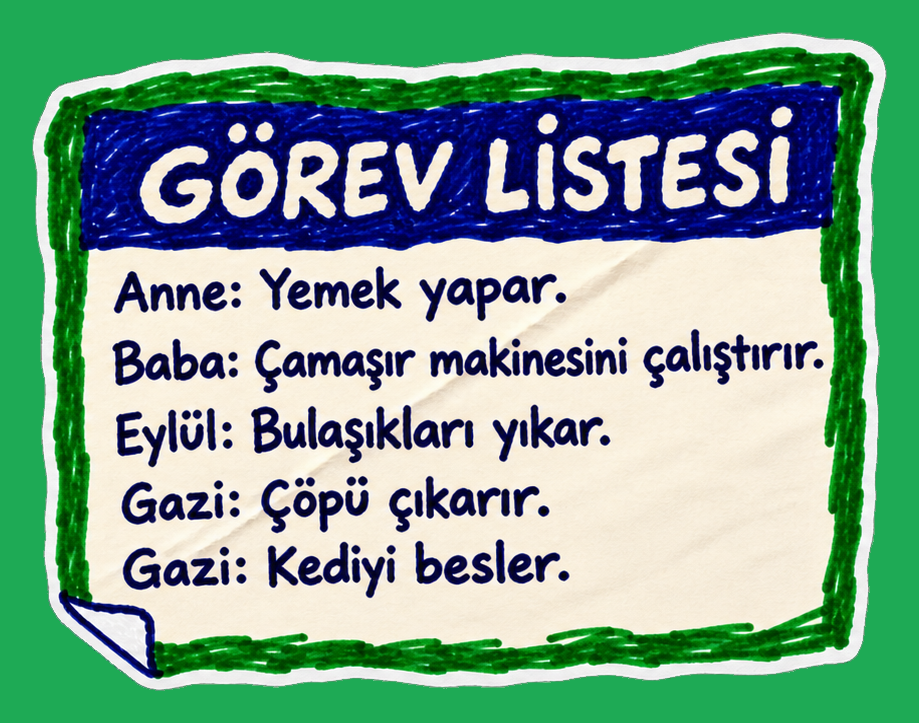 GÖREV LİSTESİ
Anne: Yemek yapar.
Baba: Çamaşır makinesini çalıştırır.
Eylül: Bulaşıkları yıkar.
Gazi: Çöpü çıkarır.
Gazi: Kediyi besler.